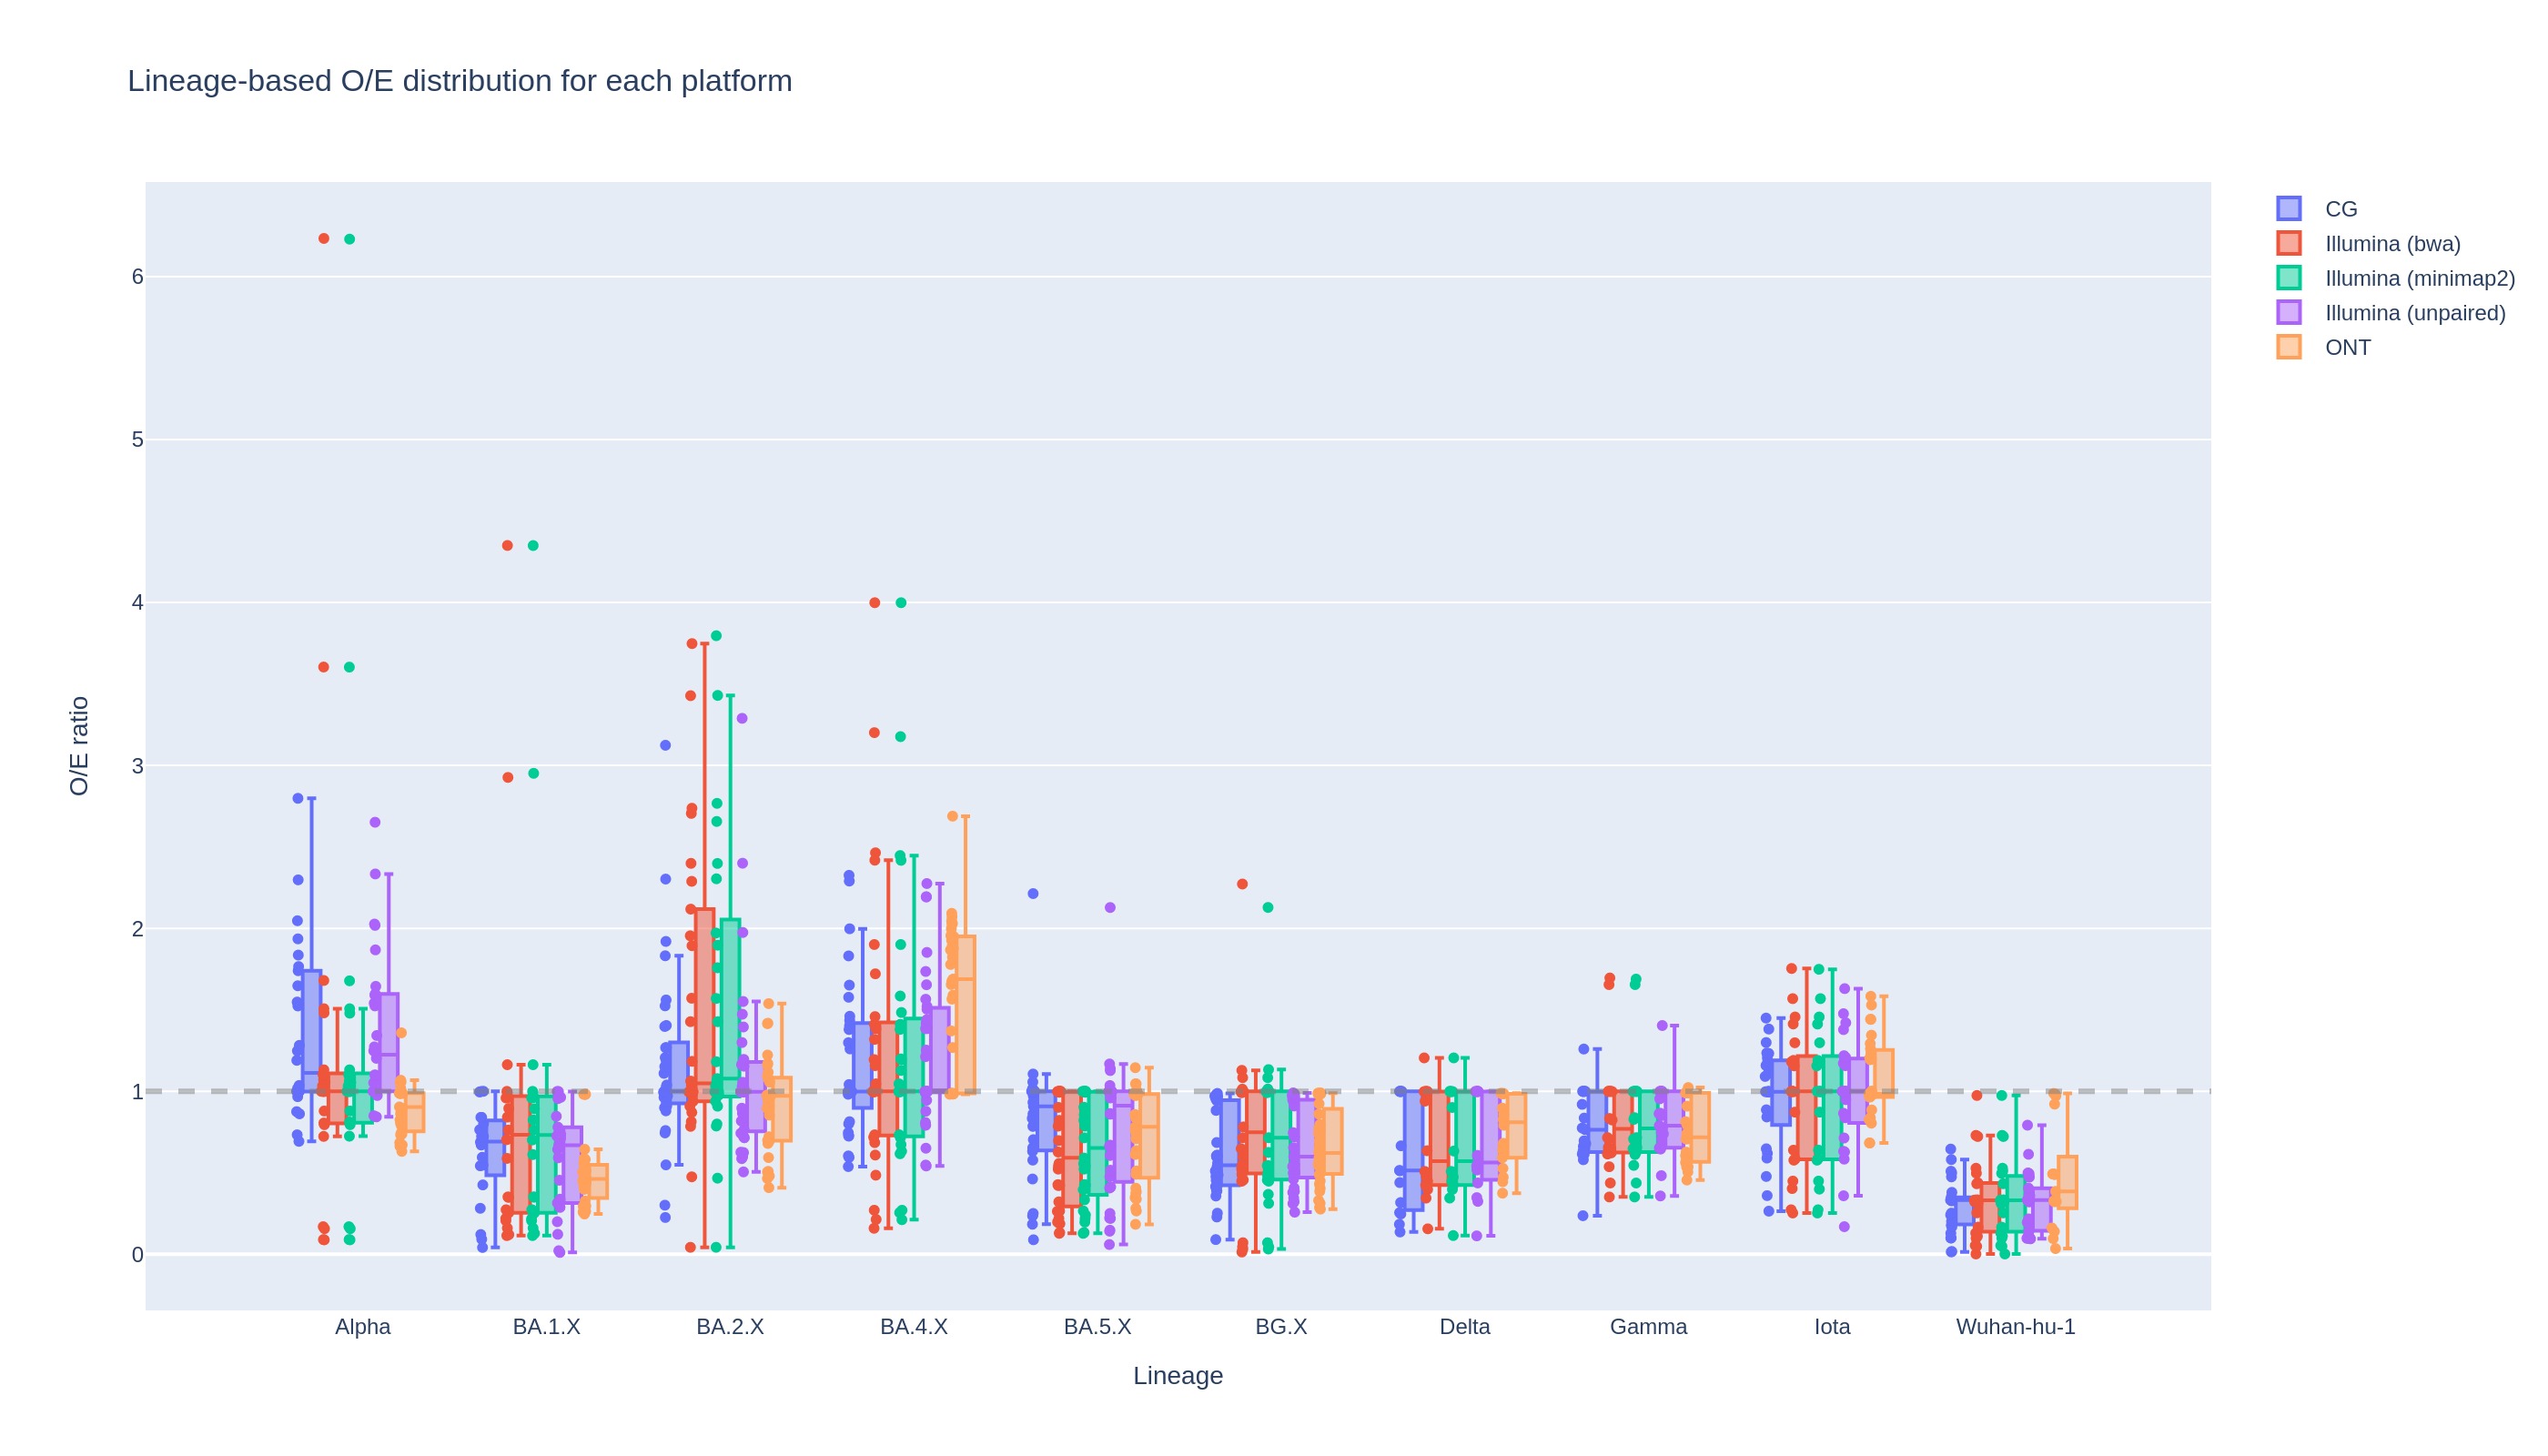 Lineage-based O/E distribution for each platform
CG
Illumina (bwa)
Illumina (minimap2)
Illumina (unpaired)
ONT
6
5
4
3
2
1
0
O/E ratio
Alpha
BA.1.X
BA.2.X
BA.4.X
BA.5.X
BG.X
Delta
Gamma
Iota
Wuhan-hu-1
Lineage